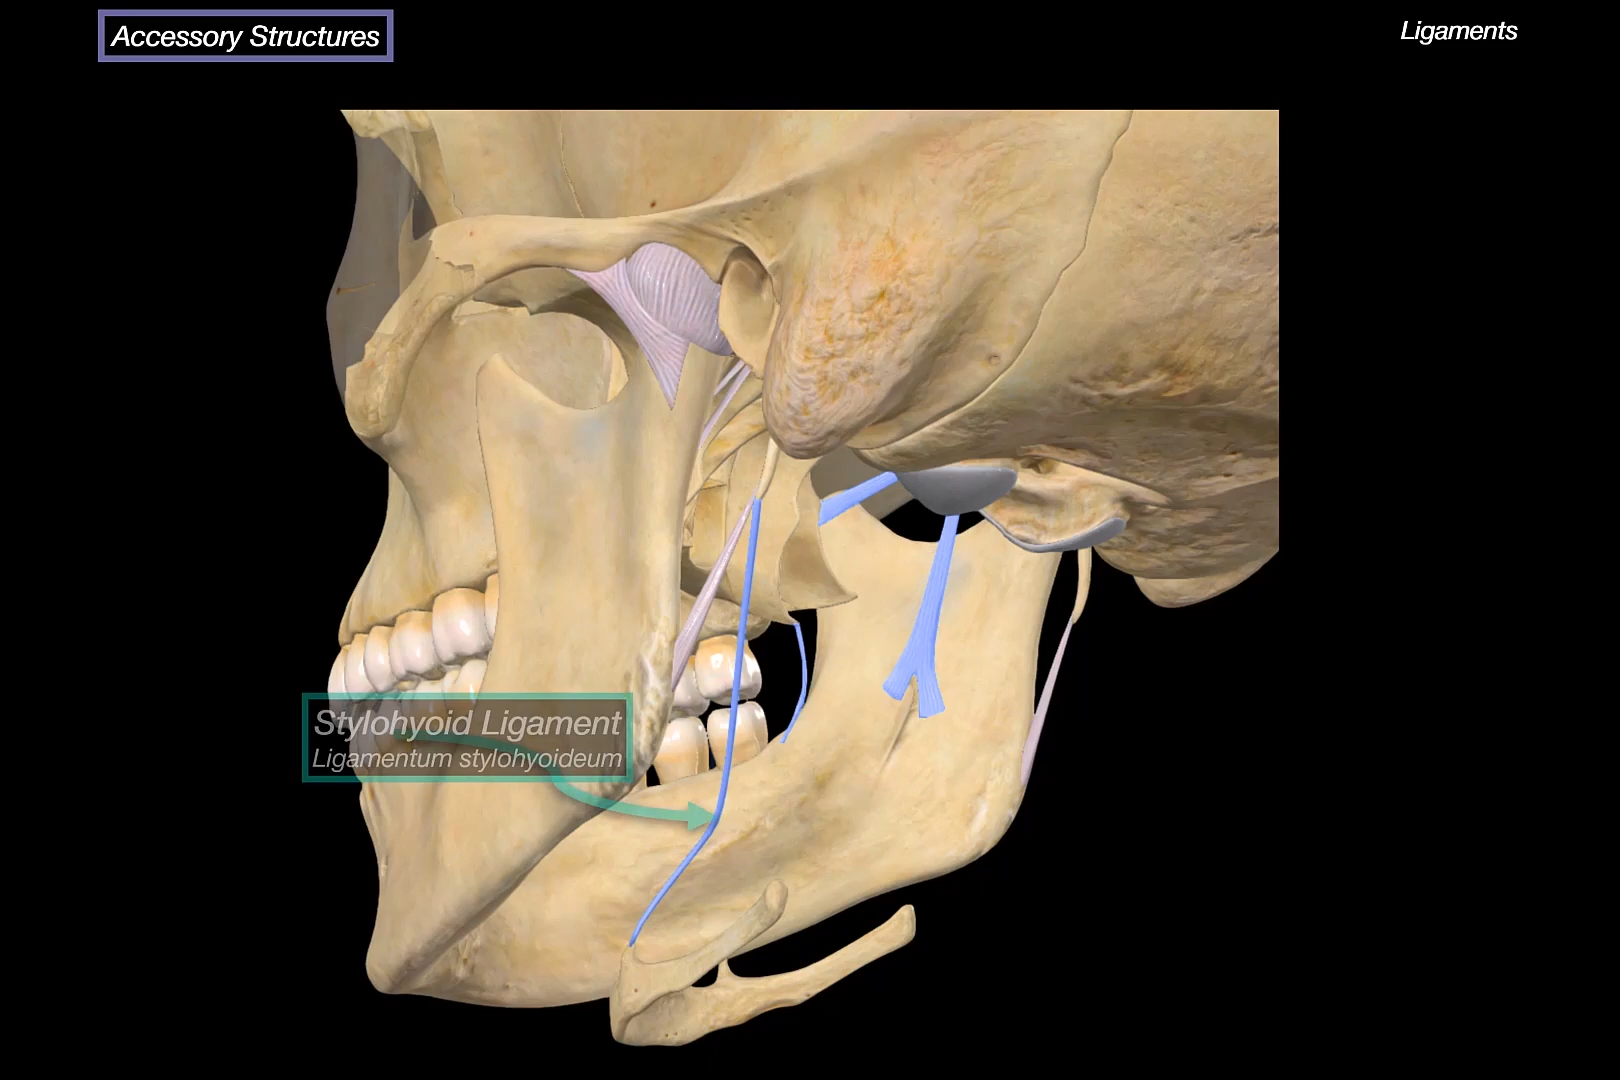 Accessory Structures
Ligaments
Stylohyoid Ligament
Ligamentum stylohyoideum